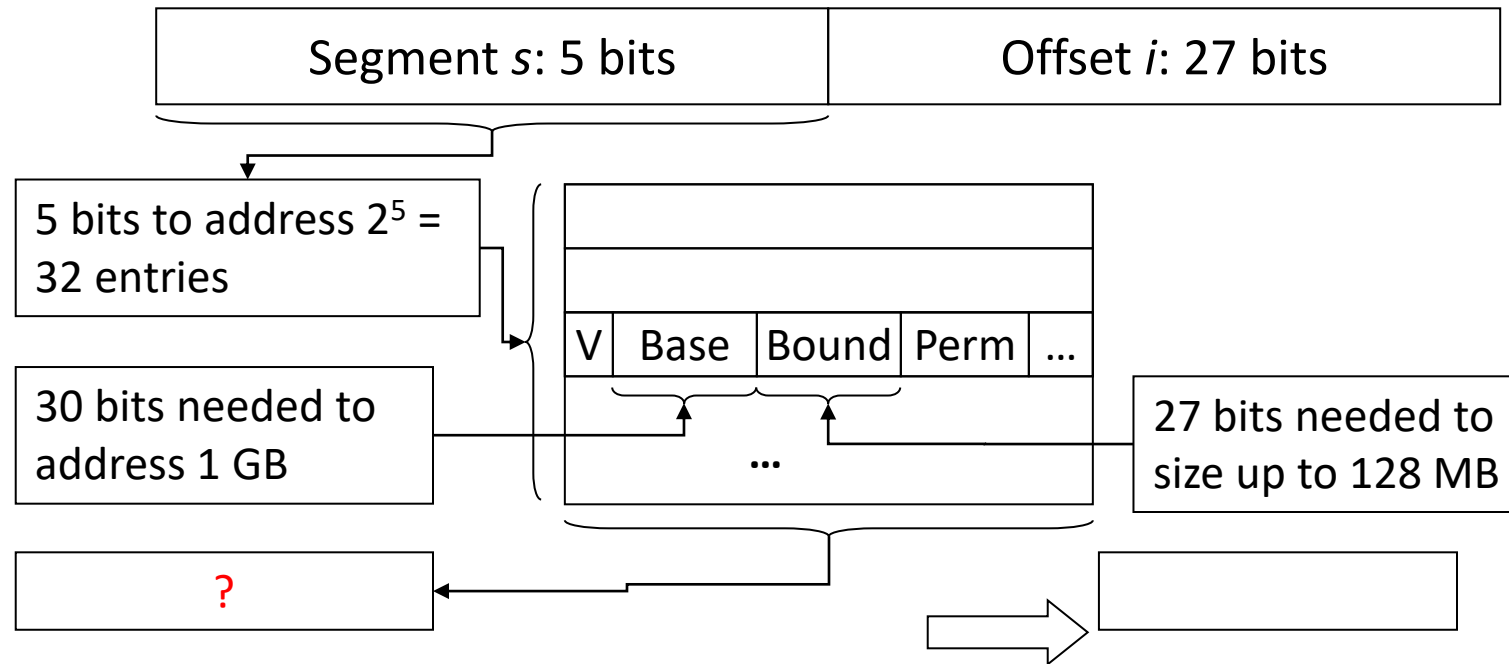 Segment s: 5 bits
Offset i: 27 bits
5 bits to address 2⁵ =
32 entries
V Base Bound Perm ...
30 bits needed to
address 1 GB
27 bits needed to
size up to 128 MB
...
?